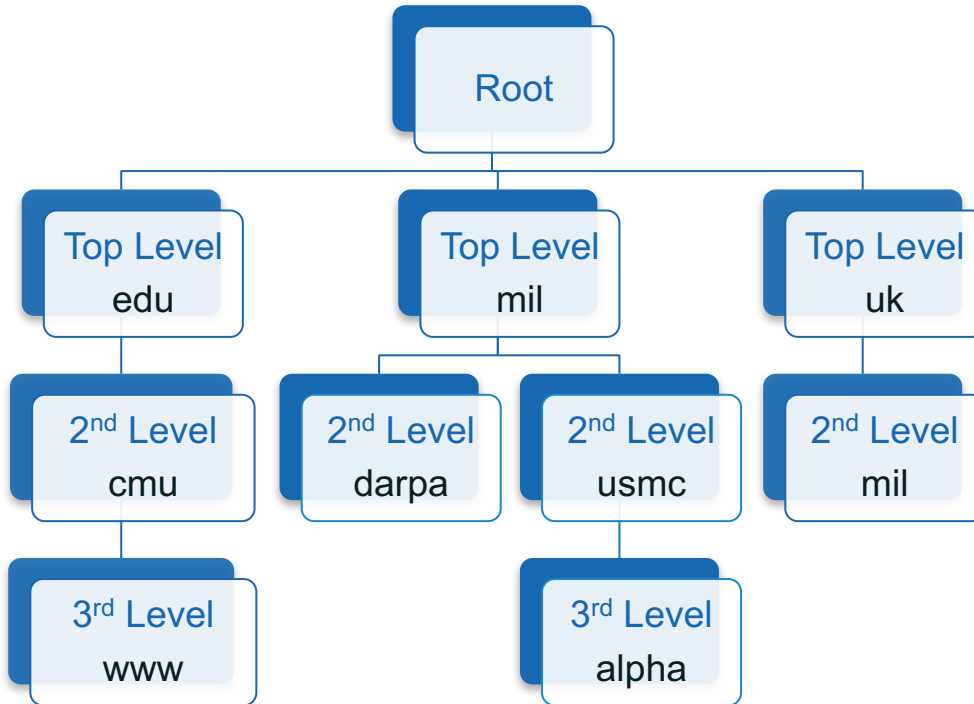 Root
Top Level
edu
Top Level
mil
Top Level
uk
2nd Level
cmu
2nd Level
darpa
2nd Level
usmc
2nd Level
mil
3rd Level
www
3rd Level
alpha